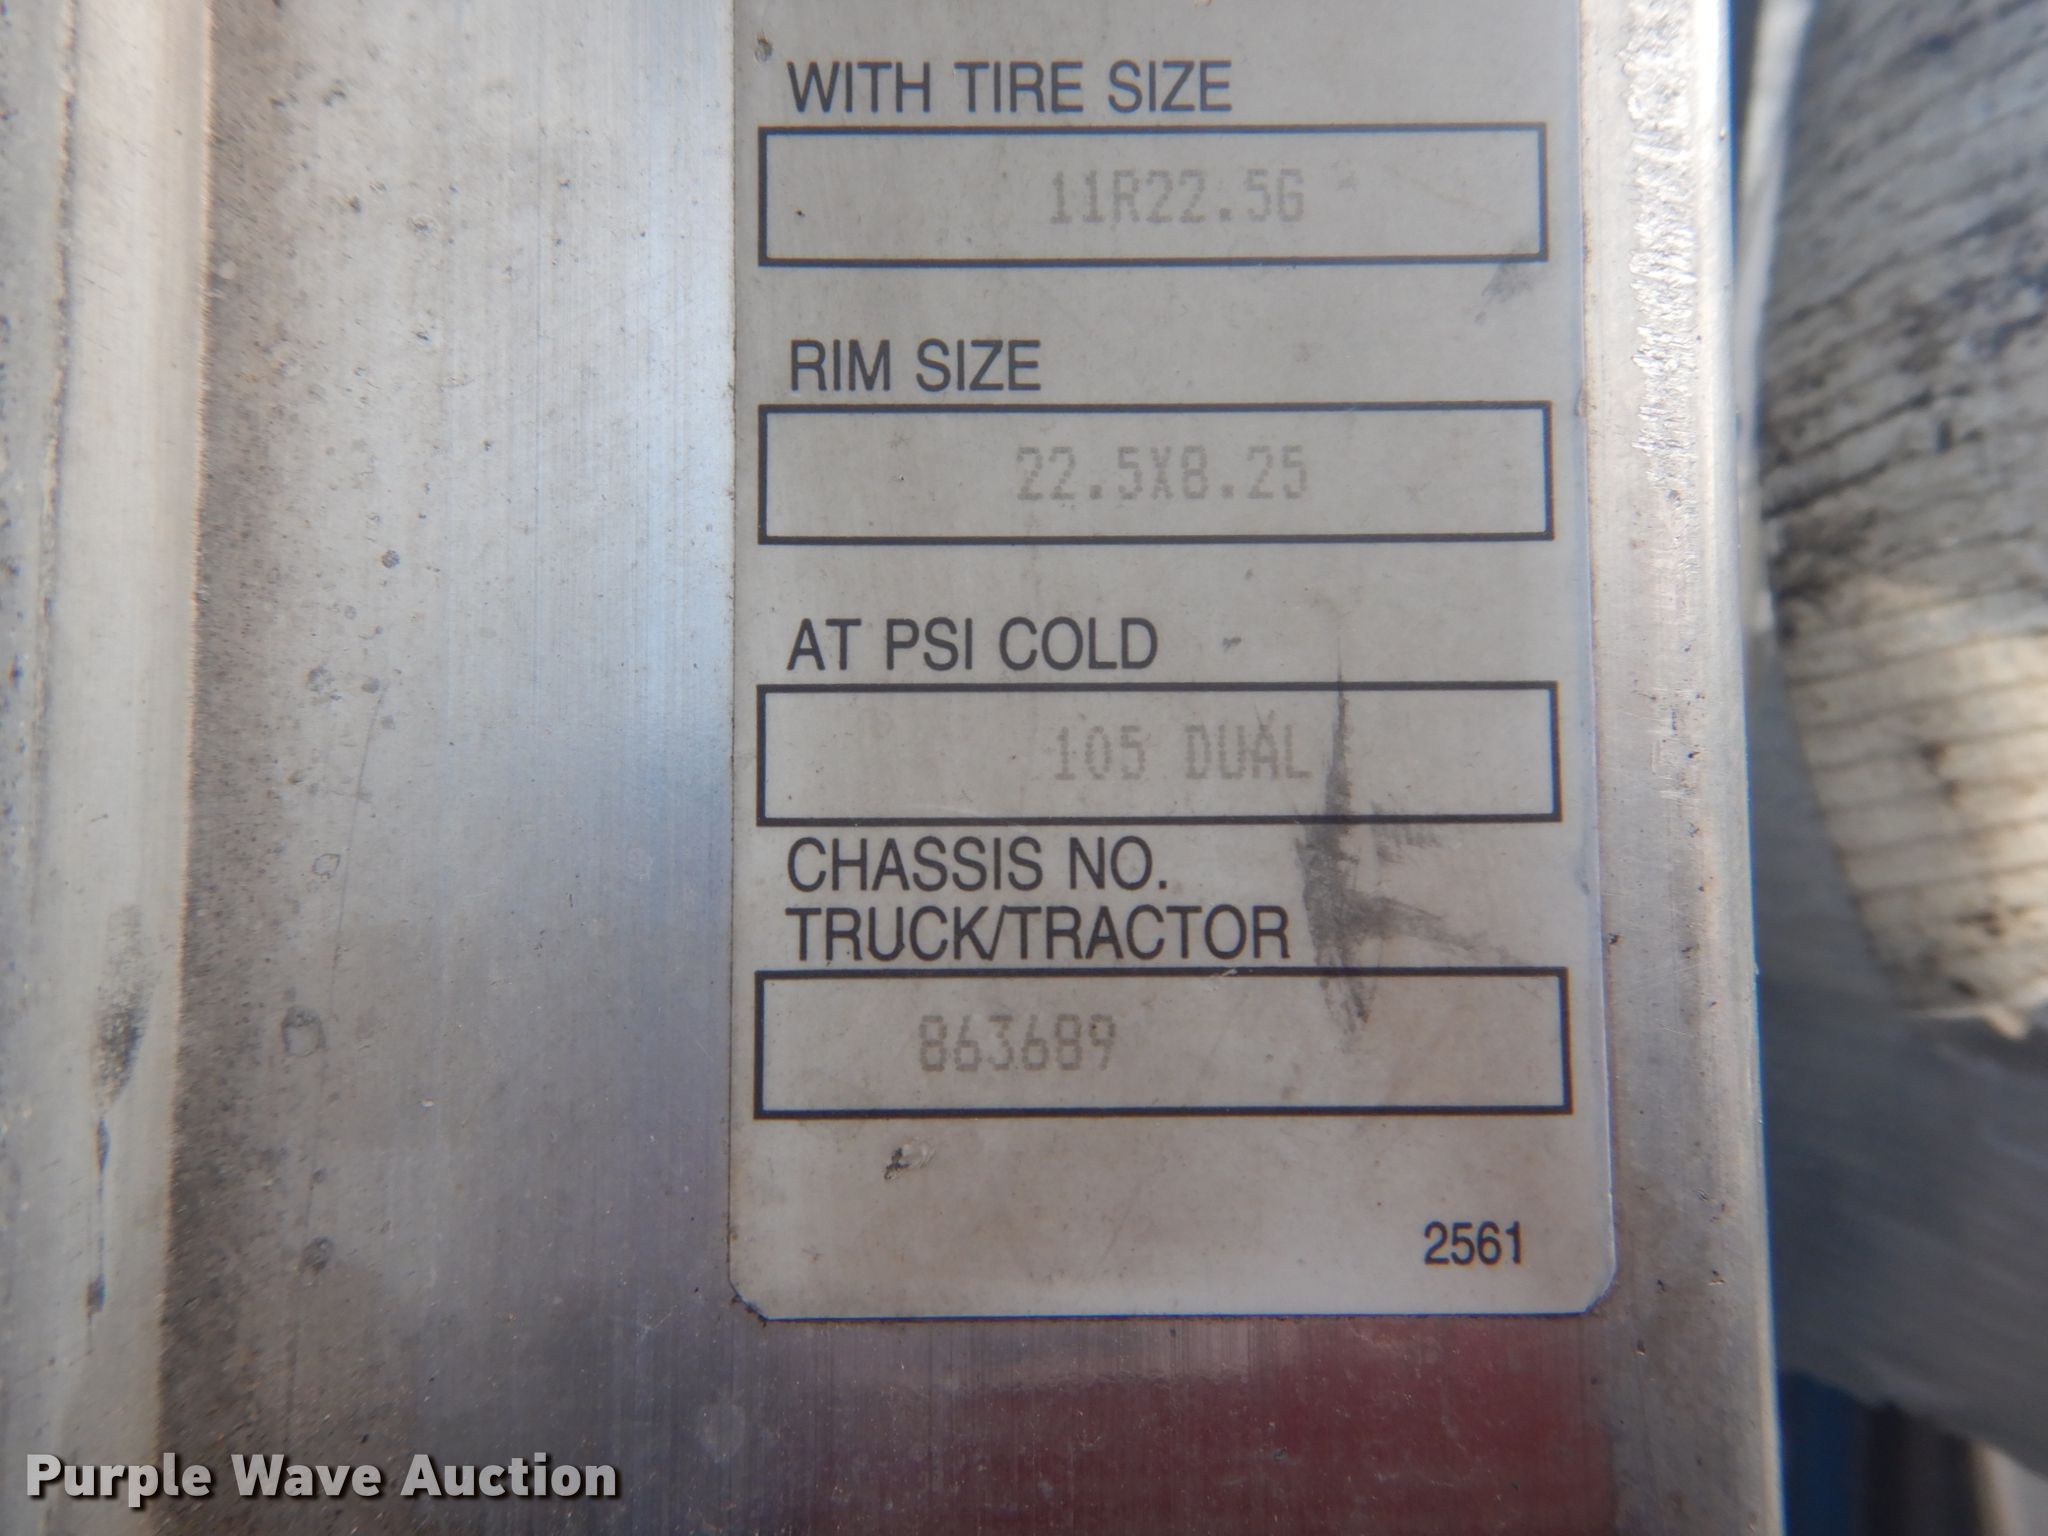 WITH TIRE SIZE
11R22.5G
RIM SIZE
22.5X8.25
AT PSI COLD
105 DUAL
CHASSIS NO.
TRUCK/TRACTOR
863689
2561
Purple Wave Auction